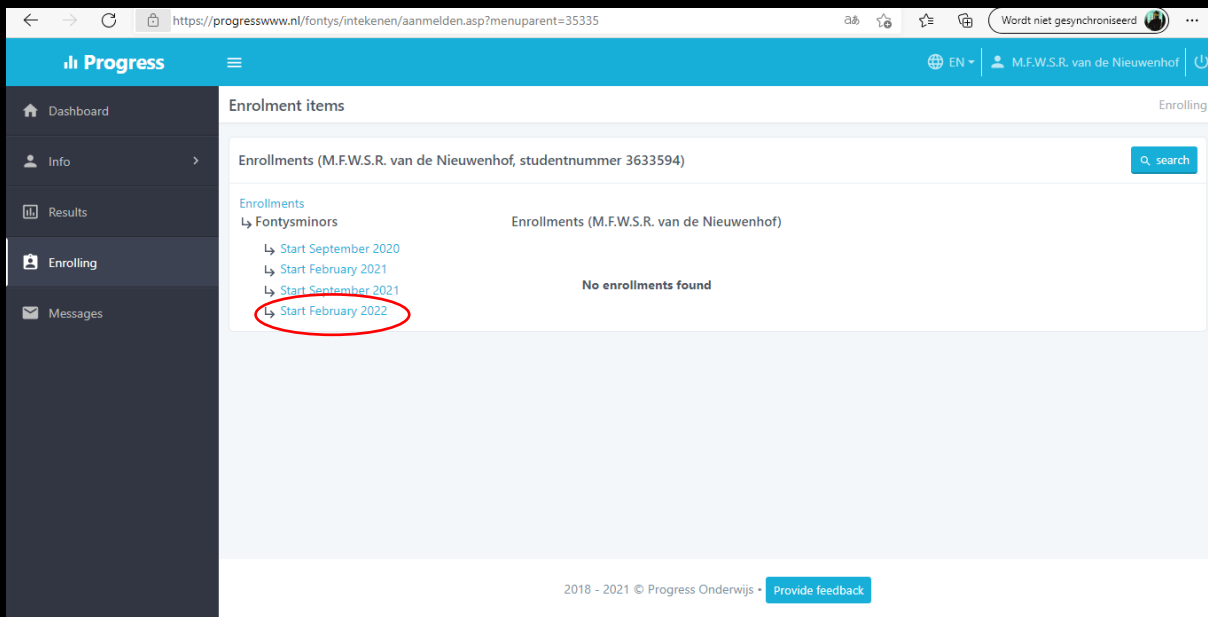 https://progresswww.nl/fontys/intekenen/aanmelden.asp?menuparent=35335 aあ Wordt niet gesynchroniseerd ...
Progress EN M.F.W.S.R. van de Nieuwenhof
Dashboard
Info
Results
Enrolling
Messages
Enrolment items Enrolling
Enrollments (M.F.W.S.R. van de Nieuwenhof, studentnummer 3633594) search
Enrollments
Fontysminors
Start September 2020
Start February 2021
Start September 2021
Start February 2022
Enrollments (M.F.W.S.R. van de Nieuwenhof)
No enrollments found
2018 - 2021 © Progress Onderwijs • Provide feedback